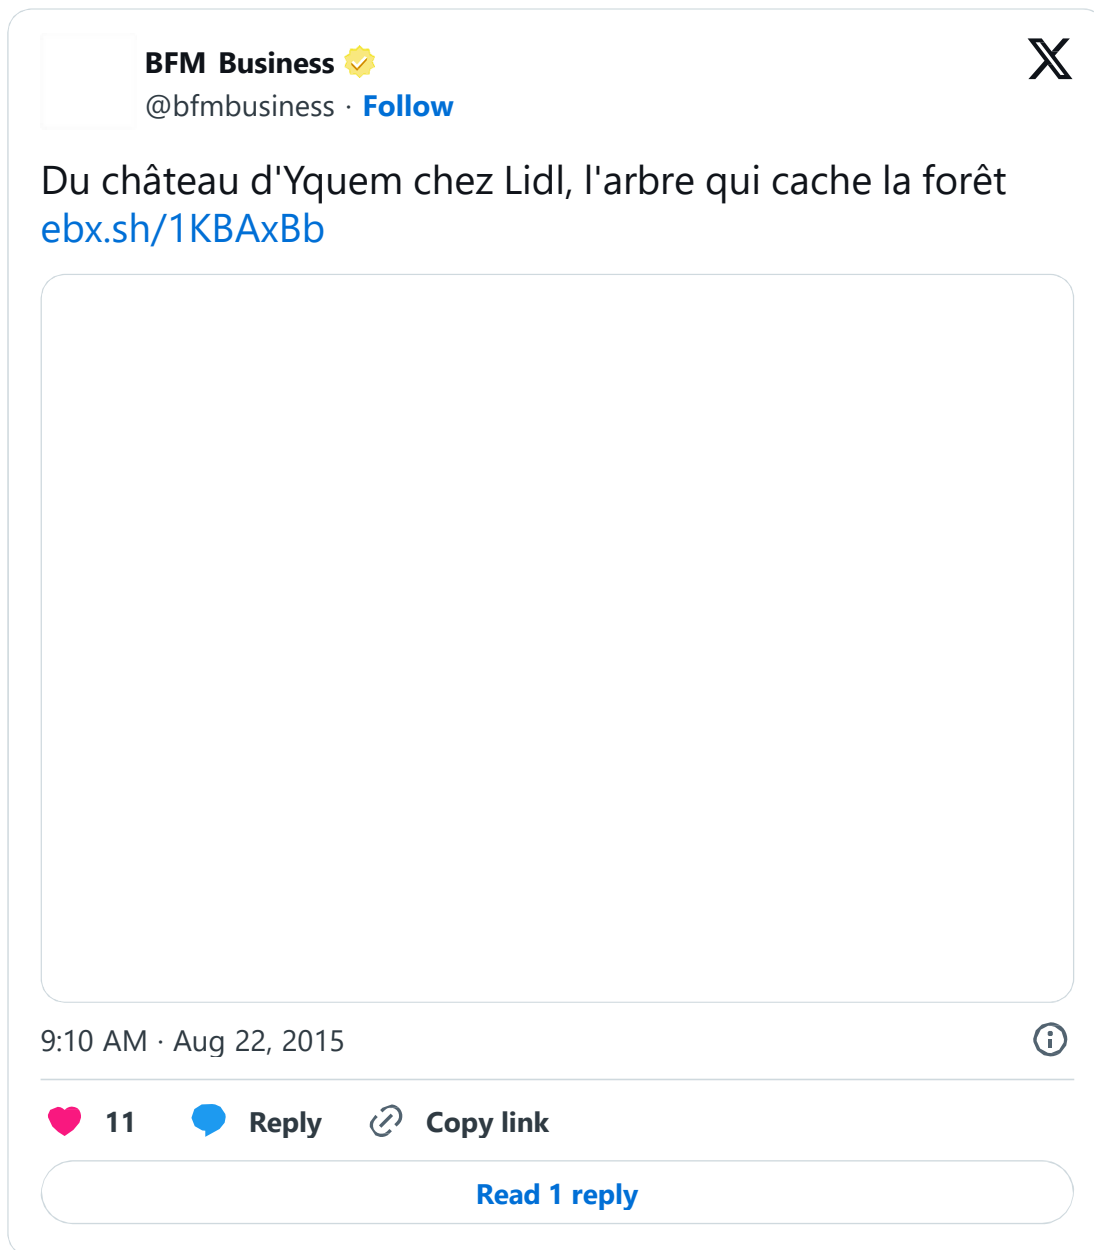 BFM Business
@bfmbusiness · Follow
Du château d'Yquem chez Lidl, l'arbre qui cache la forêt
ebx.sh/1KBAxBb
9:10 AM · Aug 22, 2015
11 Reply Copy link
Read 1 reply